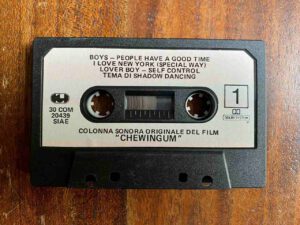 BOYS – PEOPLE HAVE A GOOD TIME
I LOVE NEW YORK (SPECIAL WAY)
LOVER BOY – SELF CONTROL
TEMA DI SHADOW DANCING
30 COM
20439
SIAE
1
COLONNA SONORA ORIGINALE DEL FILM
"CHEWINGUM"